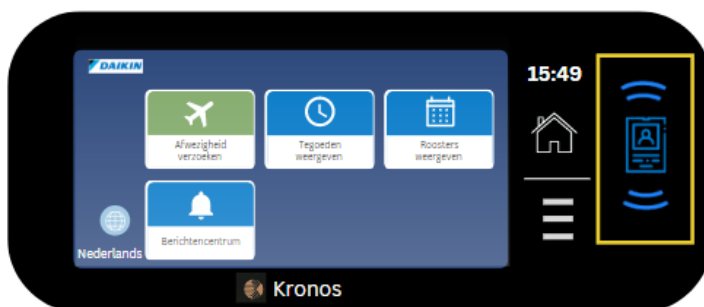 DAIKIN
15:49
Afwezigheid
verzoeken
Tegoeden
weergeven
Roosters
weergeven
Berichtencentrum
Nederlands
Kronos